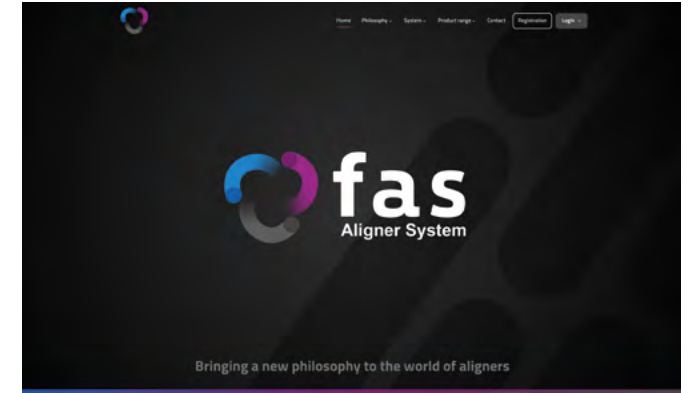 Home Philosophy System Product range Contact Registration Login
fas
Aligner System
Bringing a new philosophy to the world of aligners